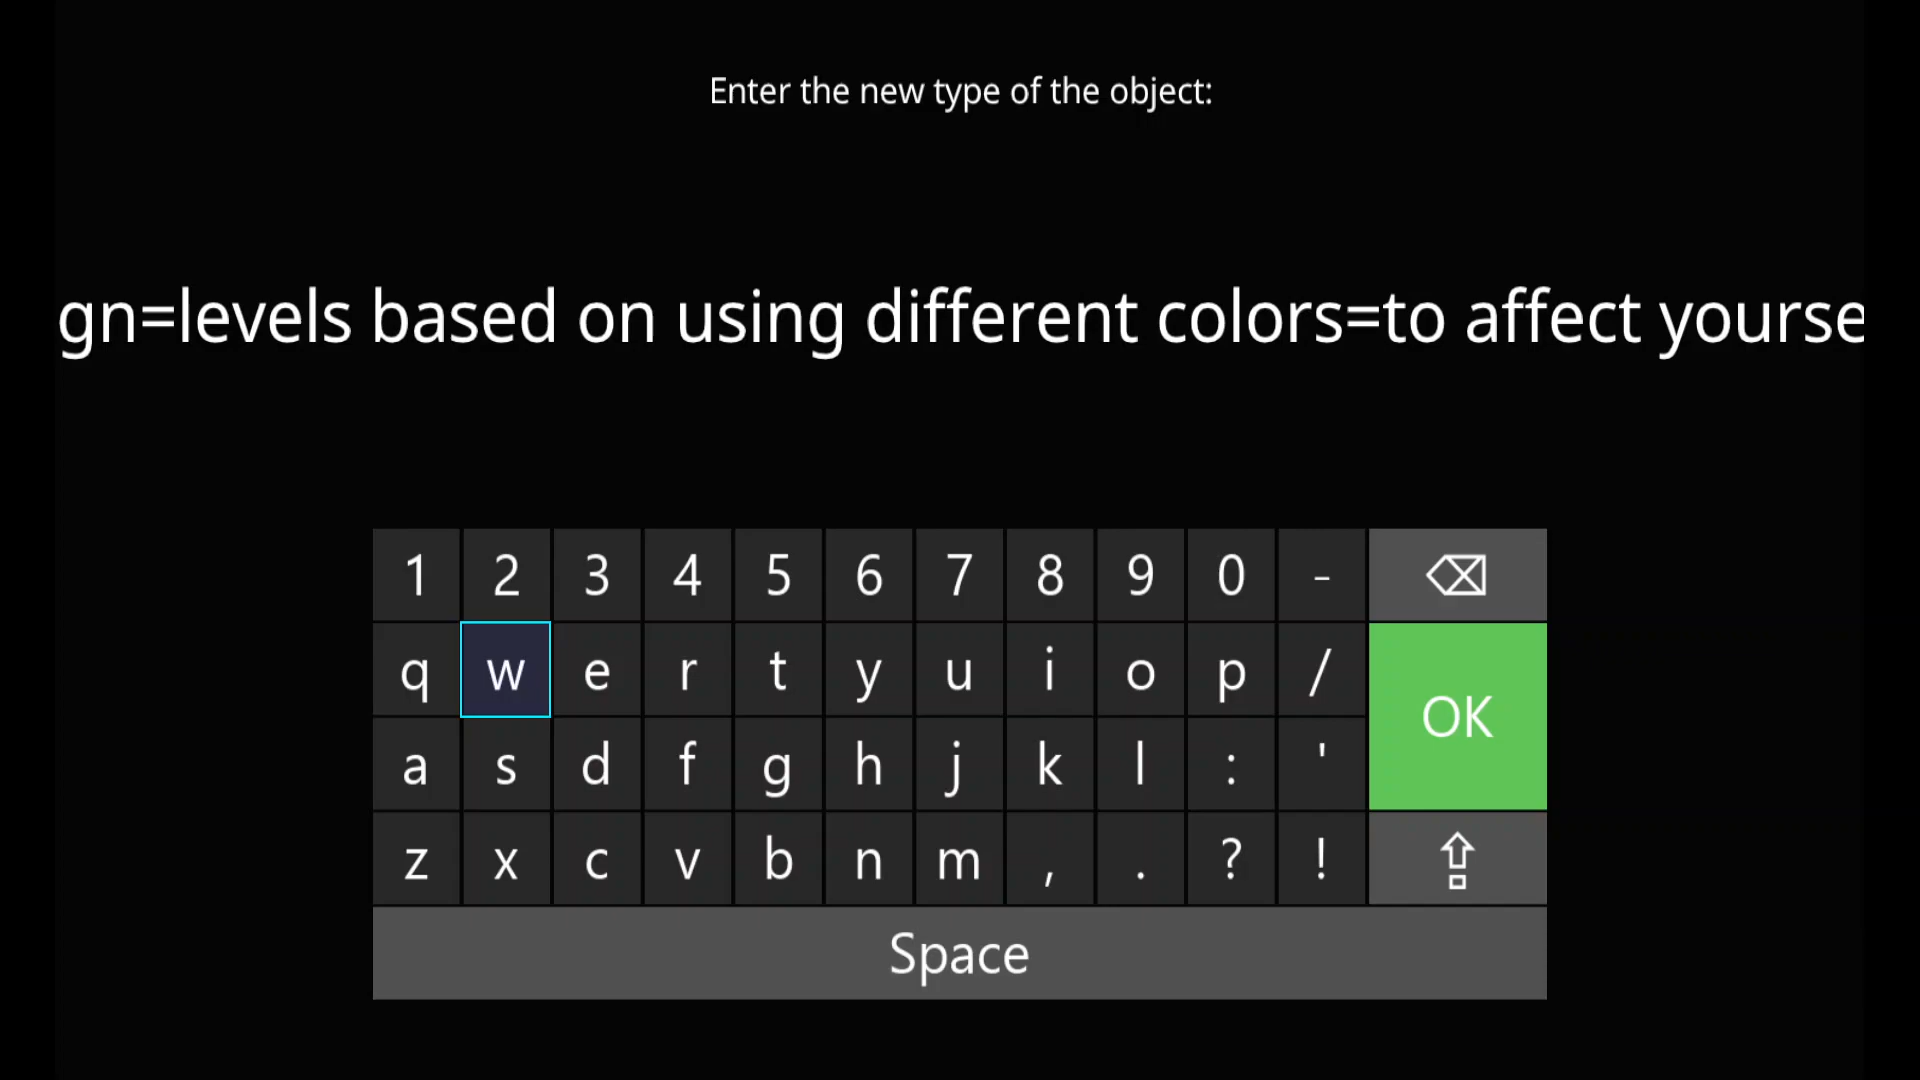 Enter the new type of the object:
gn=levels based on using different colors=to affect yourse
1 2 3 4 5 6 7 8 9 0 -
q w e r t y u i o p /
OK
a s d f g h j k l : '
z x c v b n m , . ? !
Space